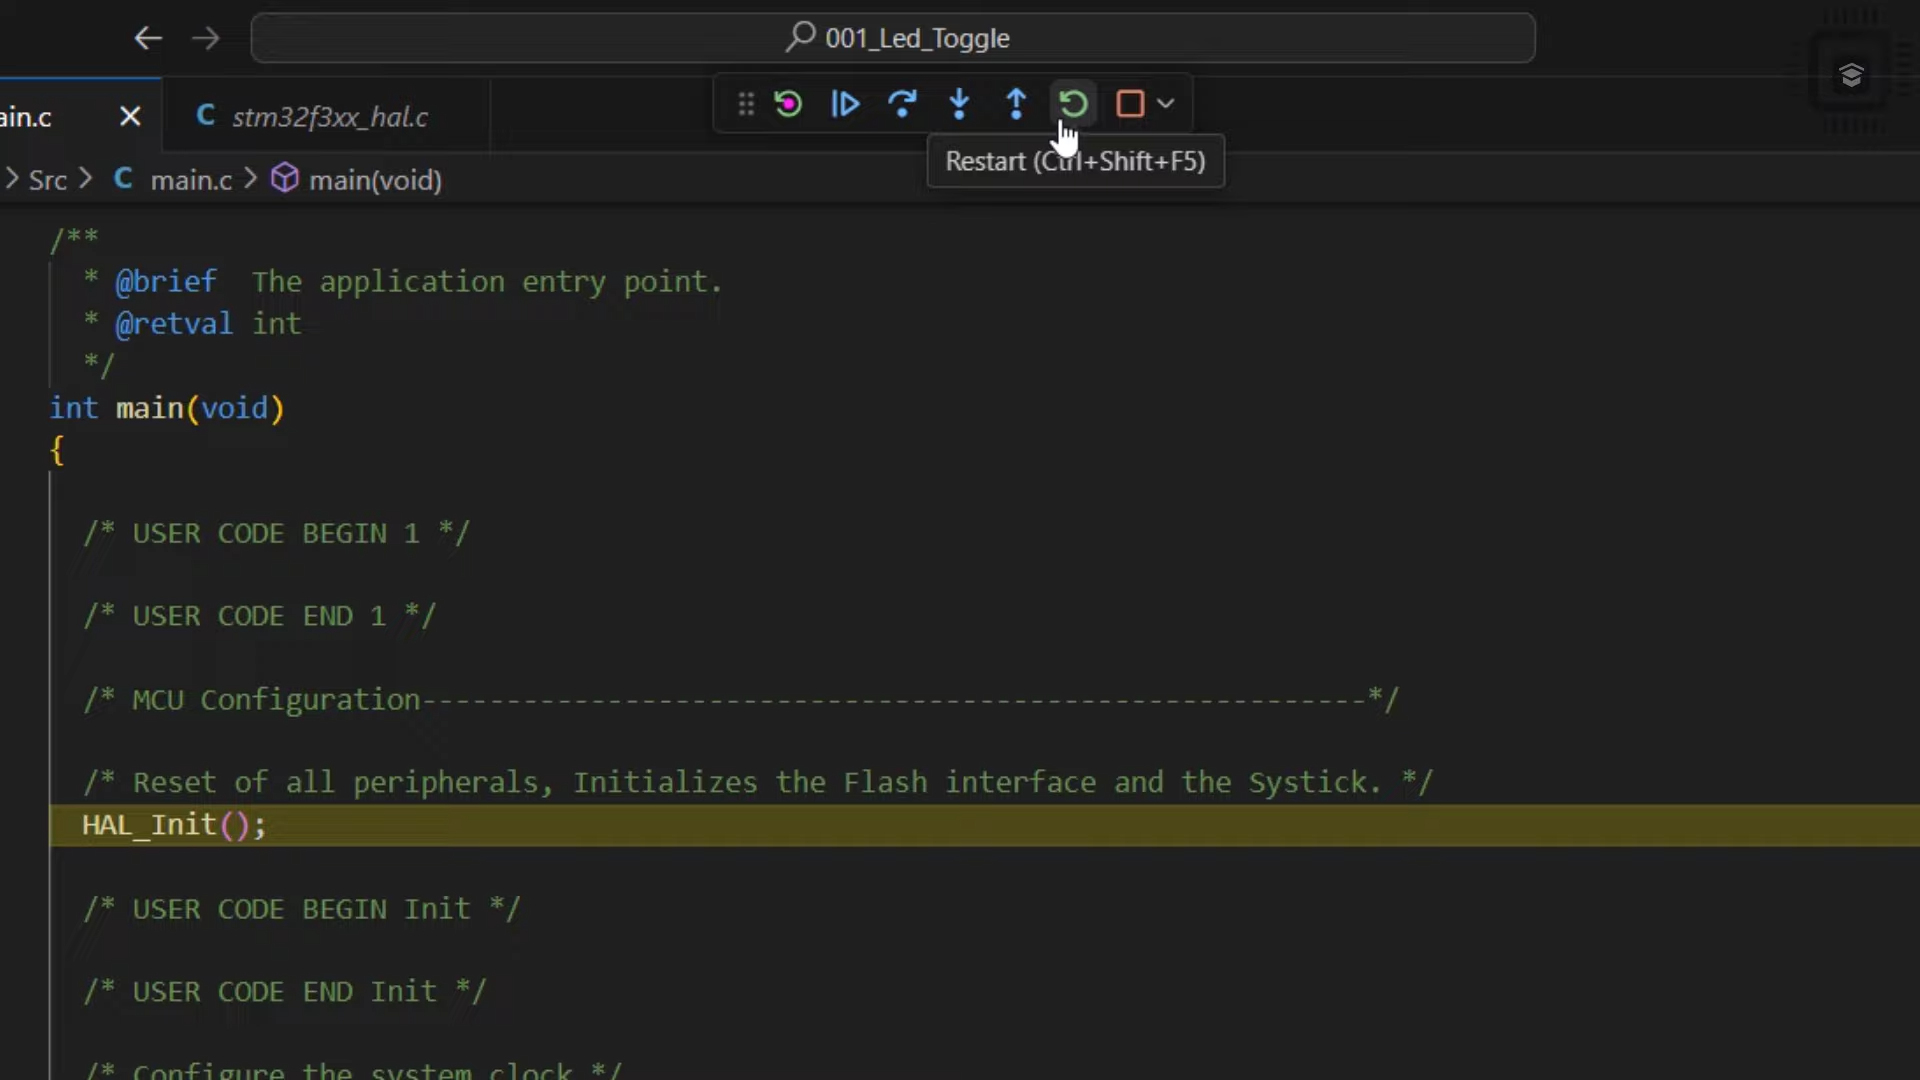 001_Led_Toggle
ain.c
C stm32f3xx_hal.c
Restart (Ctrl+Shift+F5)
Src > C main.c > main(void)
/**
* @brief  The application entry point.
* @retval int
*/
int main(void)
{
/* USER CODE BEGIN 1 */
/* USER CODE END 1 */
/* MCU Configuration--------------------------------------------------------*/
/* Reset of all peripherals, Initializes the Flash interface and the Systick. */
HAL_Init();
/* USER CODE BEGIN Init */
/* USER CODE END Init */
/* Configure the system clock */